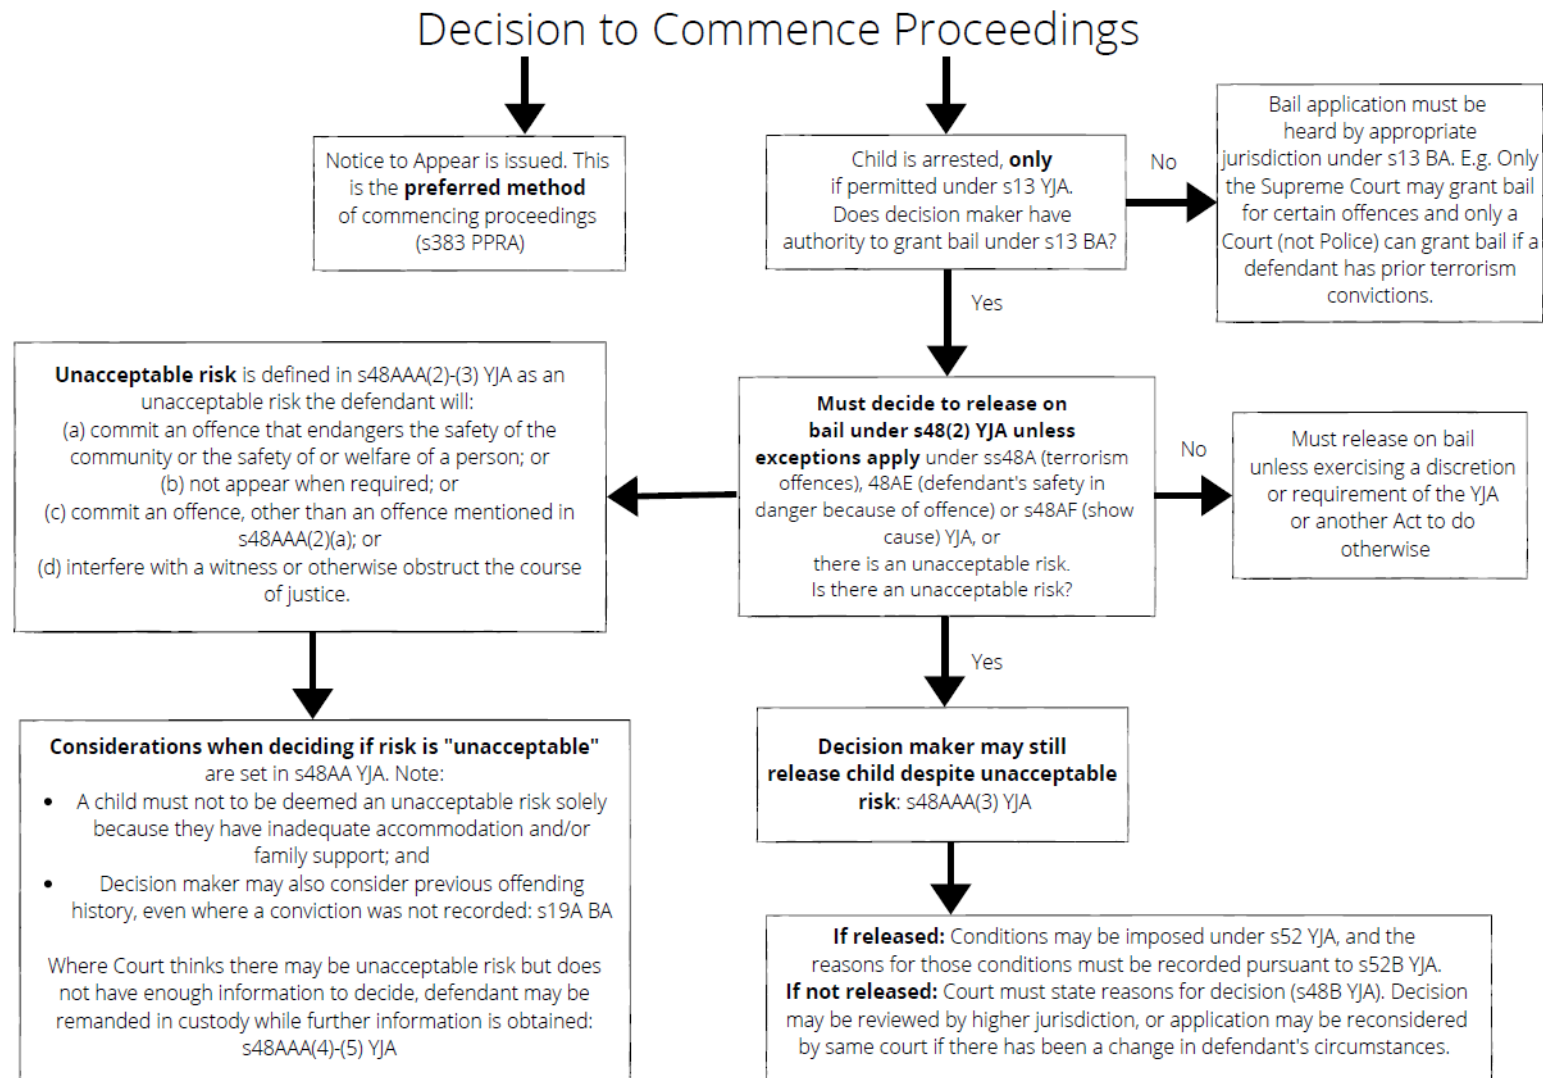 Decision to Commence Proceedings
Notice to Appear is issued. This
is the preferred method
of commencing proceedings
(s383 PPRA)
Child is arrested, only
if permitted under s13 YJA.
Does decision maker have
authority to grant bail under s13 BA?
No
Bail application must be
heard by appropriate
jurisdiction under s13 BA. E.g. Only
the Supreme Court may grant bail
for certain offences and only a
Court (not Police) can grant bail if a
defendant has prior terrorism
convictions.
Yes
Unacceptable risk is defined in s48AAA(2)-(3) YJA as an
unacceptable risk the defendant will:
(a) commit an offence that endangers the safety of the
community or the safety of or welfare of a person; or
(b) not appear when required; or
(c) commit an offence, other than an offence mentioned in
s48AAA(2)(a); or
(d) interfere with a witness or otherwise obstruct the course
of justice.
Must decide to release on
bail under s48(2) YJA unless
exceptions apply under ss48A (terrorism
offences), 48AE (defendant's safety in
danger because of offence) or s48AF (show
cause) YJA, or
there is an unacceptable risk.
Is there an unacceptable risk?
No
Must release on bail
unless exercising a discretion
or requirement of the YJA
or another Act to do
otherwise
Yes
Considerations when deciding if risk is "unacceptable"
are set in s48AA YJA. Note:
• A child must not to be deemed an unacceptable risk solely
because they have inadequate accommodation and/or
family support; and
• Decision maker may also consider previous offending
history, even where a conviction was not recorded: s19A BA
Where Court thinks there may be unacceptable risk but does
not have enough information to decide, defendant may be
remanded in custody while further information is obtained:
s48AAA(4)-(5) YJA
Decision maker may still
release child despite unacceptable
risk: s48AAA(3) YJA
If released: Conditions may be imposed under s52 YJA, and the
reasons for those conditions must be recorded pursuant to s52B YJA.
If not released: Court must state reasons for decision (s48B YJA). Decision
may be reviewed by higher jurisdiction, or application may be reconsidered
by same court if there has been a change in defendant's circumstances.